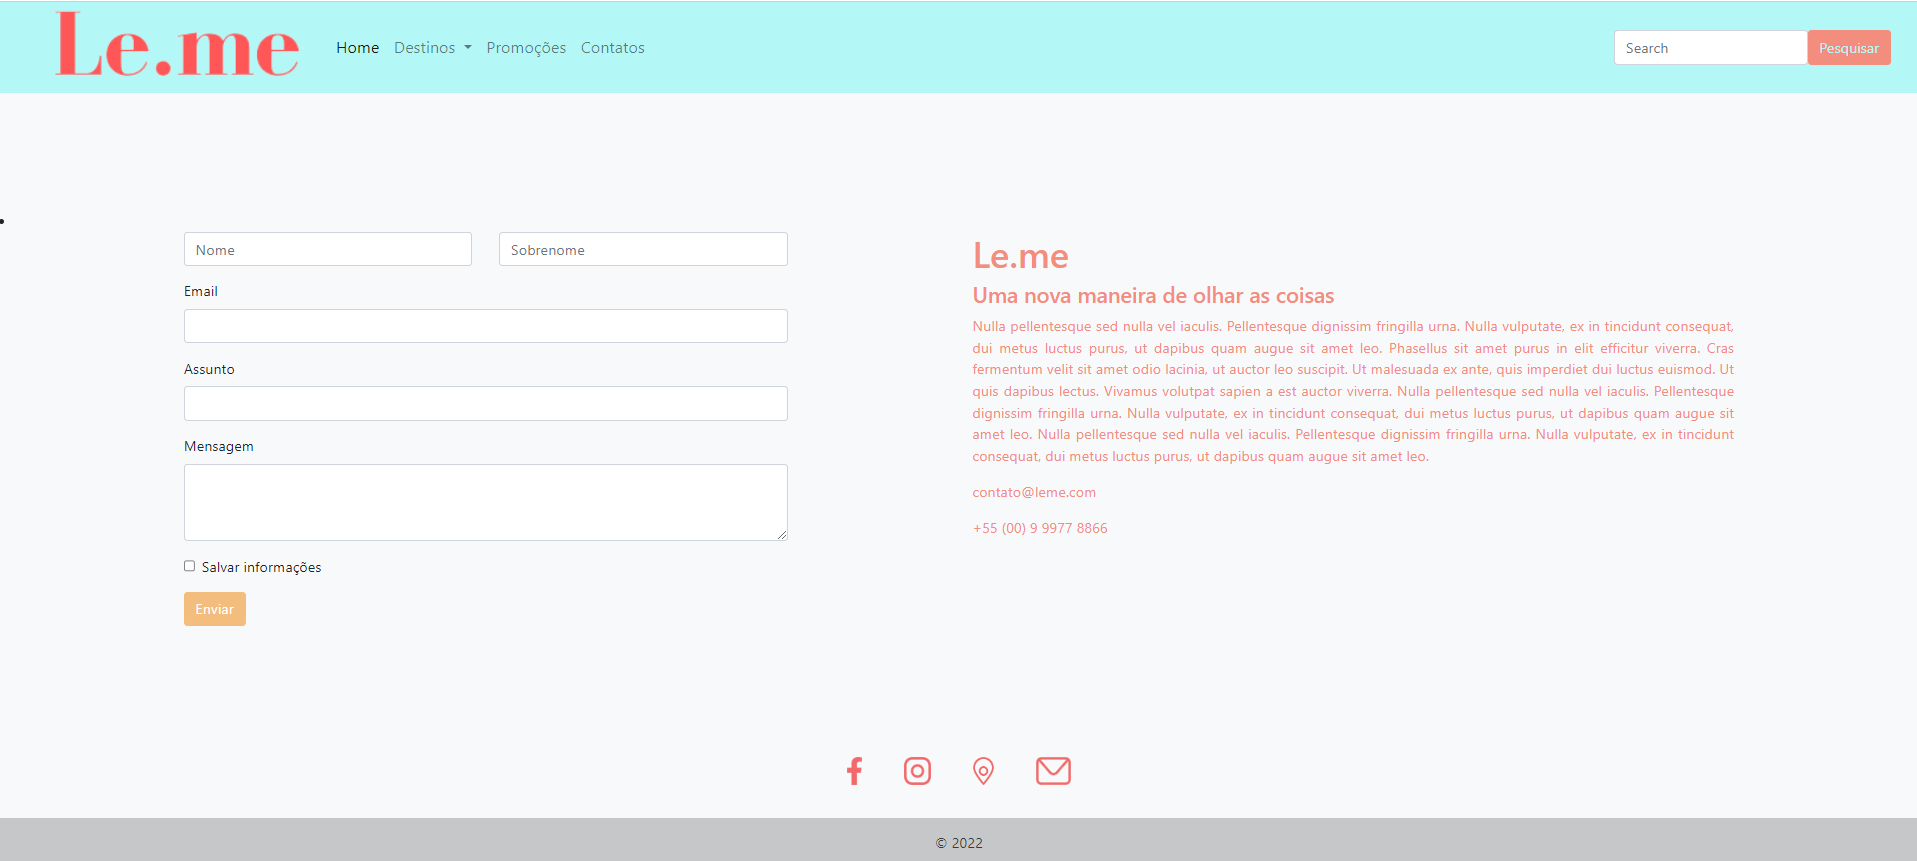 Le.me Home Destinos Promoções Contatos Search Pesquisar
Nome Sobrenome
Email
Assunto
Mensagem
Salvar informações
Enviar
Le.me
Uma nova maneira de olhar as coisas
Nulla pellentesque sed nulla vel iaculis. Pellentesque dignissim fringilla urna. Nulla vulputate, ex in tincidunt consequat,
dui metus luctus purus, ut dapibus quam augue sit amet leo. Phasellus sit amet purus in elit efficitur viverra. Cras
fermentum velit sit amet odio lacinia, ut auctor leo suscipit. Ut malesuada ex ante, quis imperdiet dui luctus euismod. Ut
quis dapibus lectus. Vivamus volutpat sapien a est auctor viverra. Nulla pellentesque sed nulla vel iaculis. Pellentesque
dignissim fringilla urna. Nulla vulputate, ex in tincidunt consequat, dui metus luctus purus, ut dapibus quam augue sit
amet leo. Nulla pellentesque sed nulla vel iaculis. Pellentesque dignissim fringilla urna. Nulla vulputate, ex in tincidunt
consequat, dui metus luctus purus, ut dapibus quam augue sit amet leo.
contato@leme.com
+55 (00) 9 9977 8866
© 2022